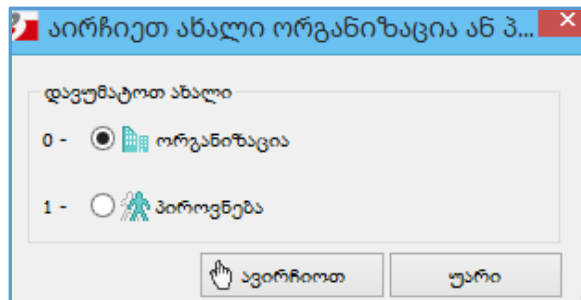 აირჩიეთ ახალი ორგანიზაცია ან პ...
დავუმატოთ ახალი
0 - ორგანიზაცია
1 - პიროვნება
ავირჩიოთ უარი